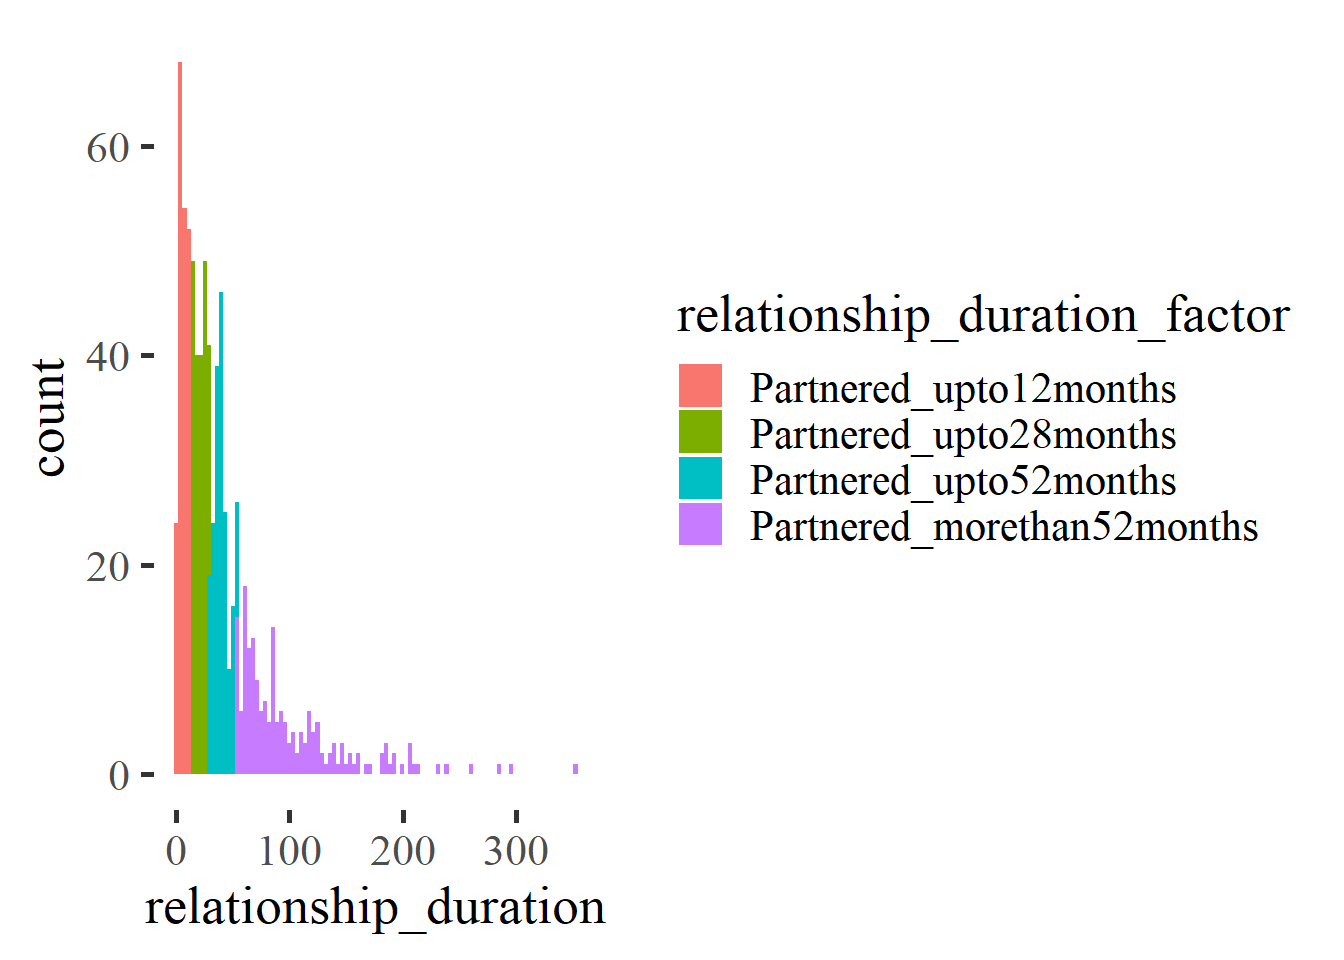 60
40
20
0
count
0 100 200 300
relationship_duration
relationship_duration_factor
Partnered_upto12months
Partnered_upto28months
Partnered_upto52months
Partnered_morethan52months